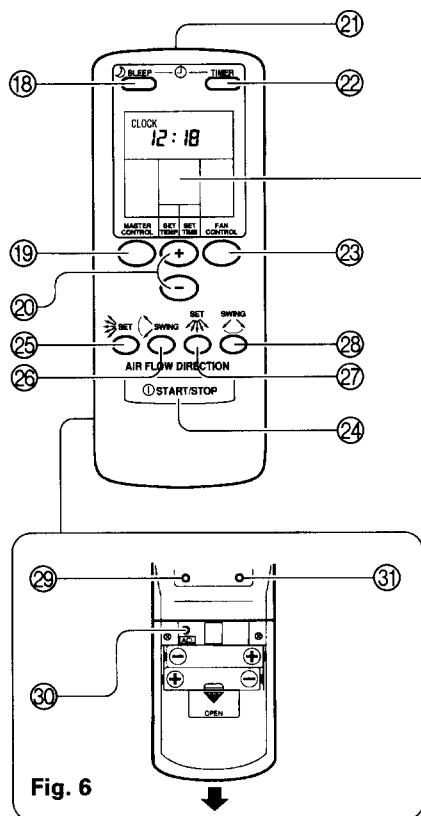 ㉑
SLEEP TIMER
⑱ ㉒
CLOCK
12:18
MASTER CONTROL SET TEMP SET TIME FAN CONTROL
⑲ + ㉓
⑳ −
SET SWING SET SWING
㉕ ㉘
㉖ ㉗
AIR FLOW DIRECTION
START/STOP
㉔
㉙ ㉛
㉚ ACL
− +
+ −
OPEN
Fig. 6